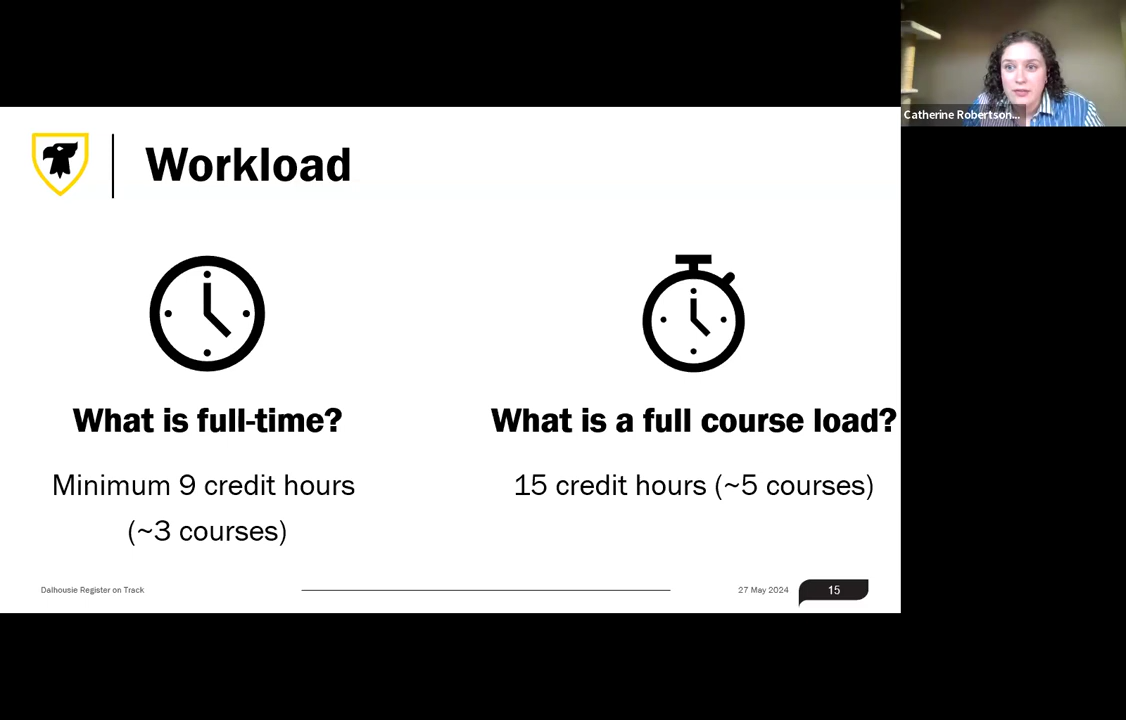 Catherine Robertson...
Workload
What is full-time?
Minimum 9 credit hours
(~3 courses)
What is a full course load?
15 credit hours (~5 courses)
Dalhousie Register on Track
27 May 2024
15